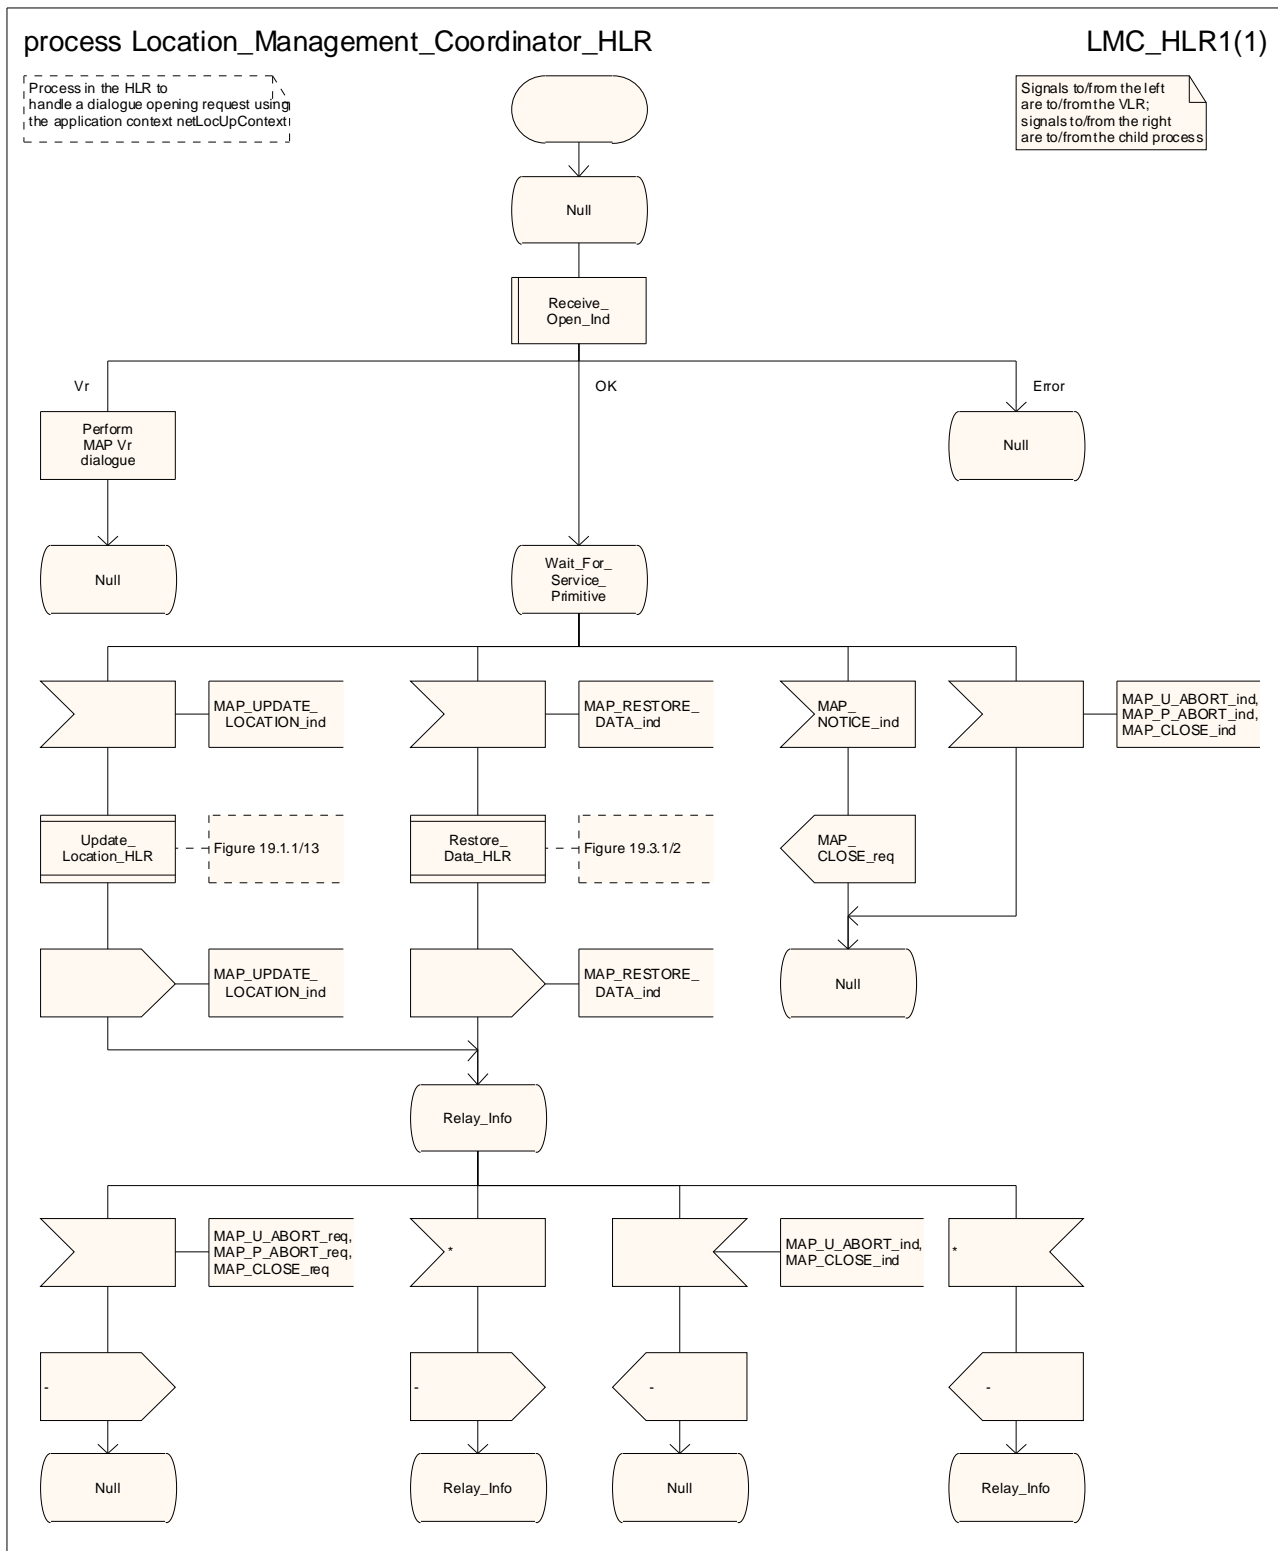 process Location_Management_Coordinator_HLR
LMC_HLR1(1)
Process in the HLR to
handle a dialogue opening request using
the application context netLocUpContext
Signals to/from the left
are to/from the VLR;
signals to/from the right
are to/from the child process
Null
Receive_
Open_Ind
Vr
OK
Error
Perform
MAP Vr
dialogue
Null
Null
Wait_For_
Service_
Primitive
Null
MAP_UPDATE_
LOCATION_ind
MAP_RESTORE_
DATA_ind
MAP_
NOTICE_ind
MAP_U_ABORT_ind,
MAP_P_ABORT_ind,
MAP_CLOSE_ind
Update_
Location_HLR
Figure 19.1.1/13
Restore_
Data_HLR
Figure 19.3.1/2
MAP_
CLOSE_req
MAP_UPDATE_
LOCATION_ind
MAP_RESTORE_
DATA_ind
Null
Relay_Info
MAP_U_ABORT_req,
MAP_P_ABORT_req,
MAP_CLOSE_req
*
MAP_U_ABORT_ind,
MAP_CLOSE_ind
*
-
-
-
-
Null
Relay_Info
Null
Relay_Info